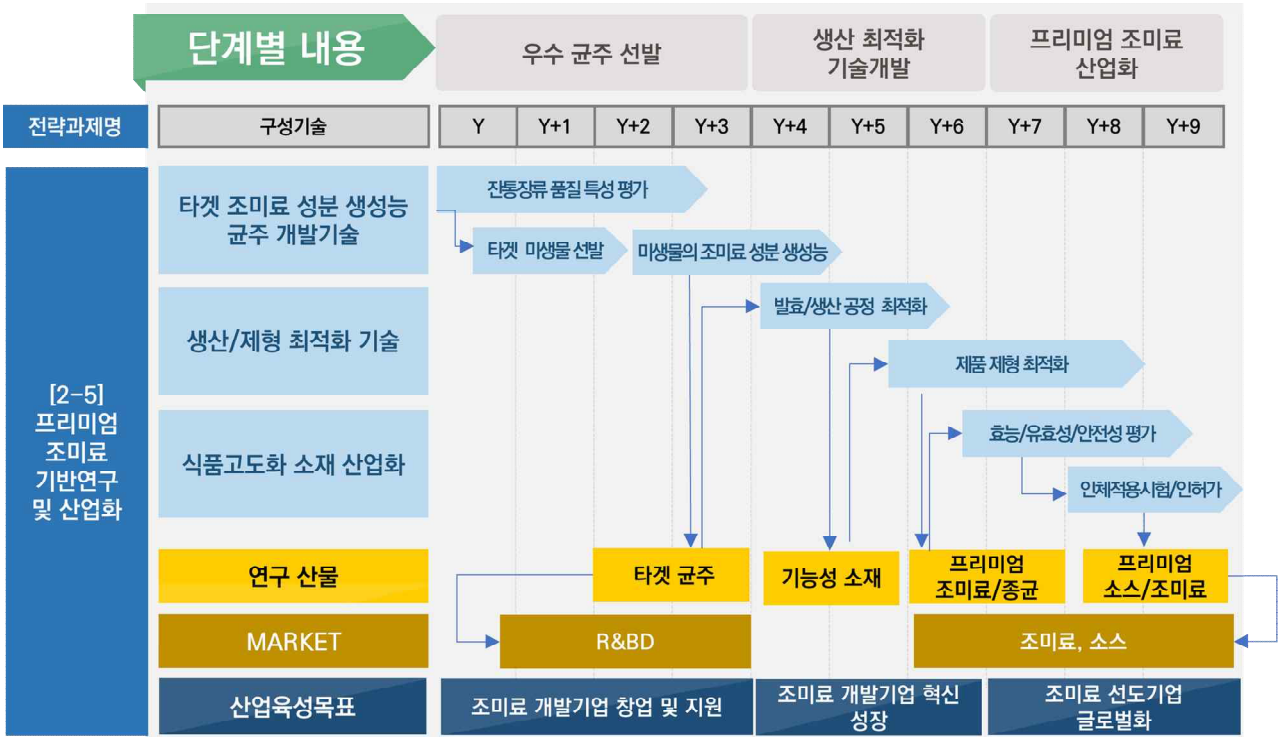 단계별 내용
우수 균주 선발
생산 최적화
기술개발
프리미엄 조미료
산업화
전략과제명
구성기술
Y
Y+1
Y+2
Y+3
Y+4
Y+5
Y+6
Y+7
Y+8
Y+9
[2-5]
프리미엄
조미료
기반연구
및 산업화
타겟 조미료 성분 생성능
균주 개발기술
진통장류 품질 특성 평가
타겟 미생물 선발
미생물의 조미료 성분 생성능
생산/제형 최적화 기술
발효/생산 공정 최적화
제품 제형 최적화
식품고도화 소재 산업화
효능/유효성/안전성 평가
인체적용시험/인허가
연구 산물
타겟 균주
기능성 소재
프리미엄
조미료/종균
프리미엄
소스/조미료
MARKET
R&BD
조미료, 소스
산업육성목표
조미료 개발기업 창업 및 지원
조미료 개발기업 혁신
성장
조미료 선도기업
글로벌화